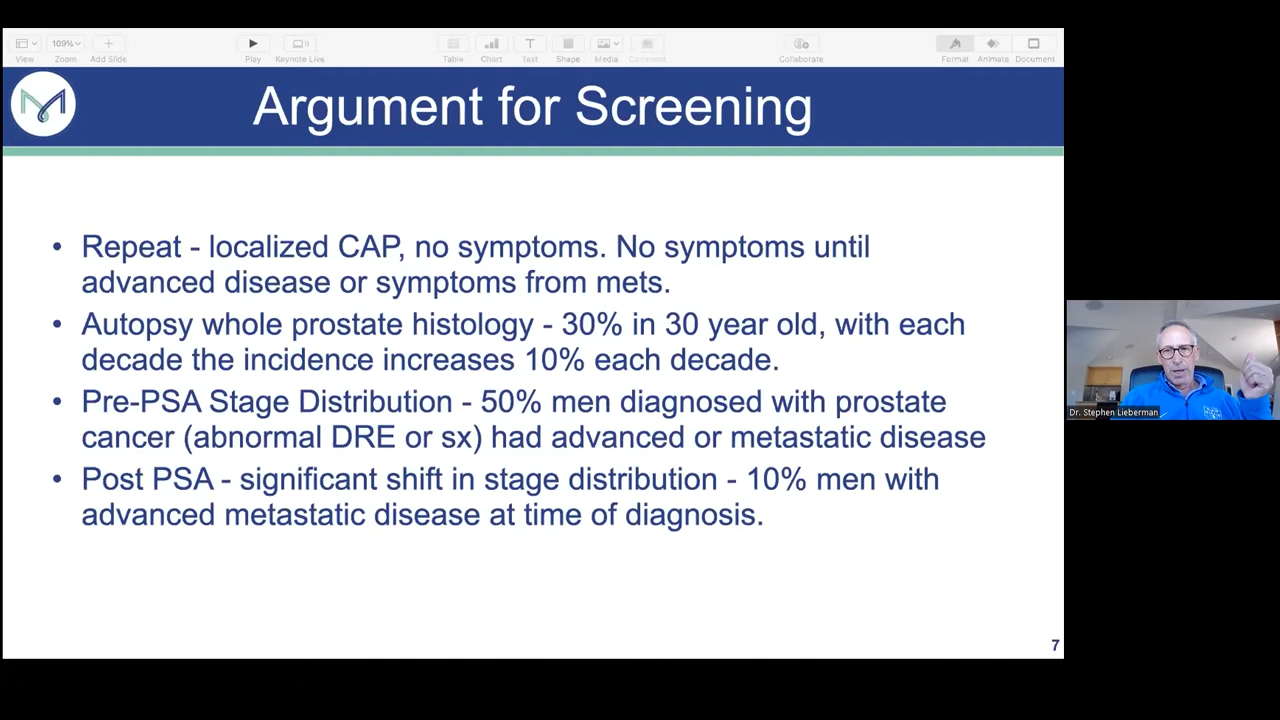 View
109%
Zoom
Add Slide
Play
Keynote Live
Table
Chart
Text
Shape
Media
Comment
Collaborate
Format
Animate
Document
Argument for Screening
• Repeat - localized CAP, no symptoms. No symptoms until
advanced disease or symptoms from mets.
• Autopsy whole prostate histology - 30% in 30 year old, with each
decade the incidence increases 10% each decade.
• Pre-PSA Stage Distribution - 50% men diagnosed with prostate
cancer (abnormal DRE or sx) had advanced or metastatic disease
• Post PSA - significant shift in stage distribution - 10% men with
advanced metastatic disease at time of diagnosis.
7
Dr. Stephen Lieberman